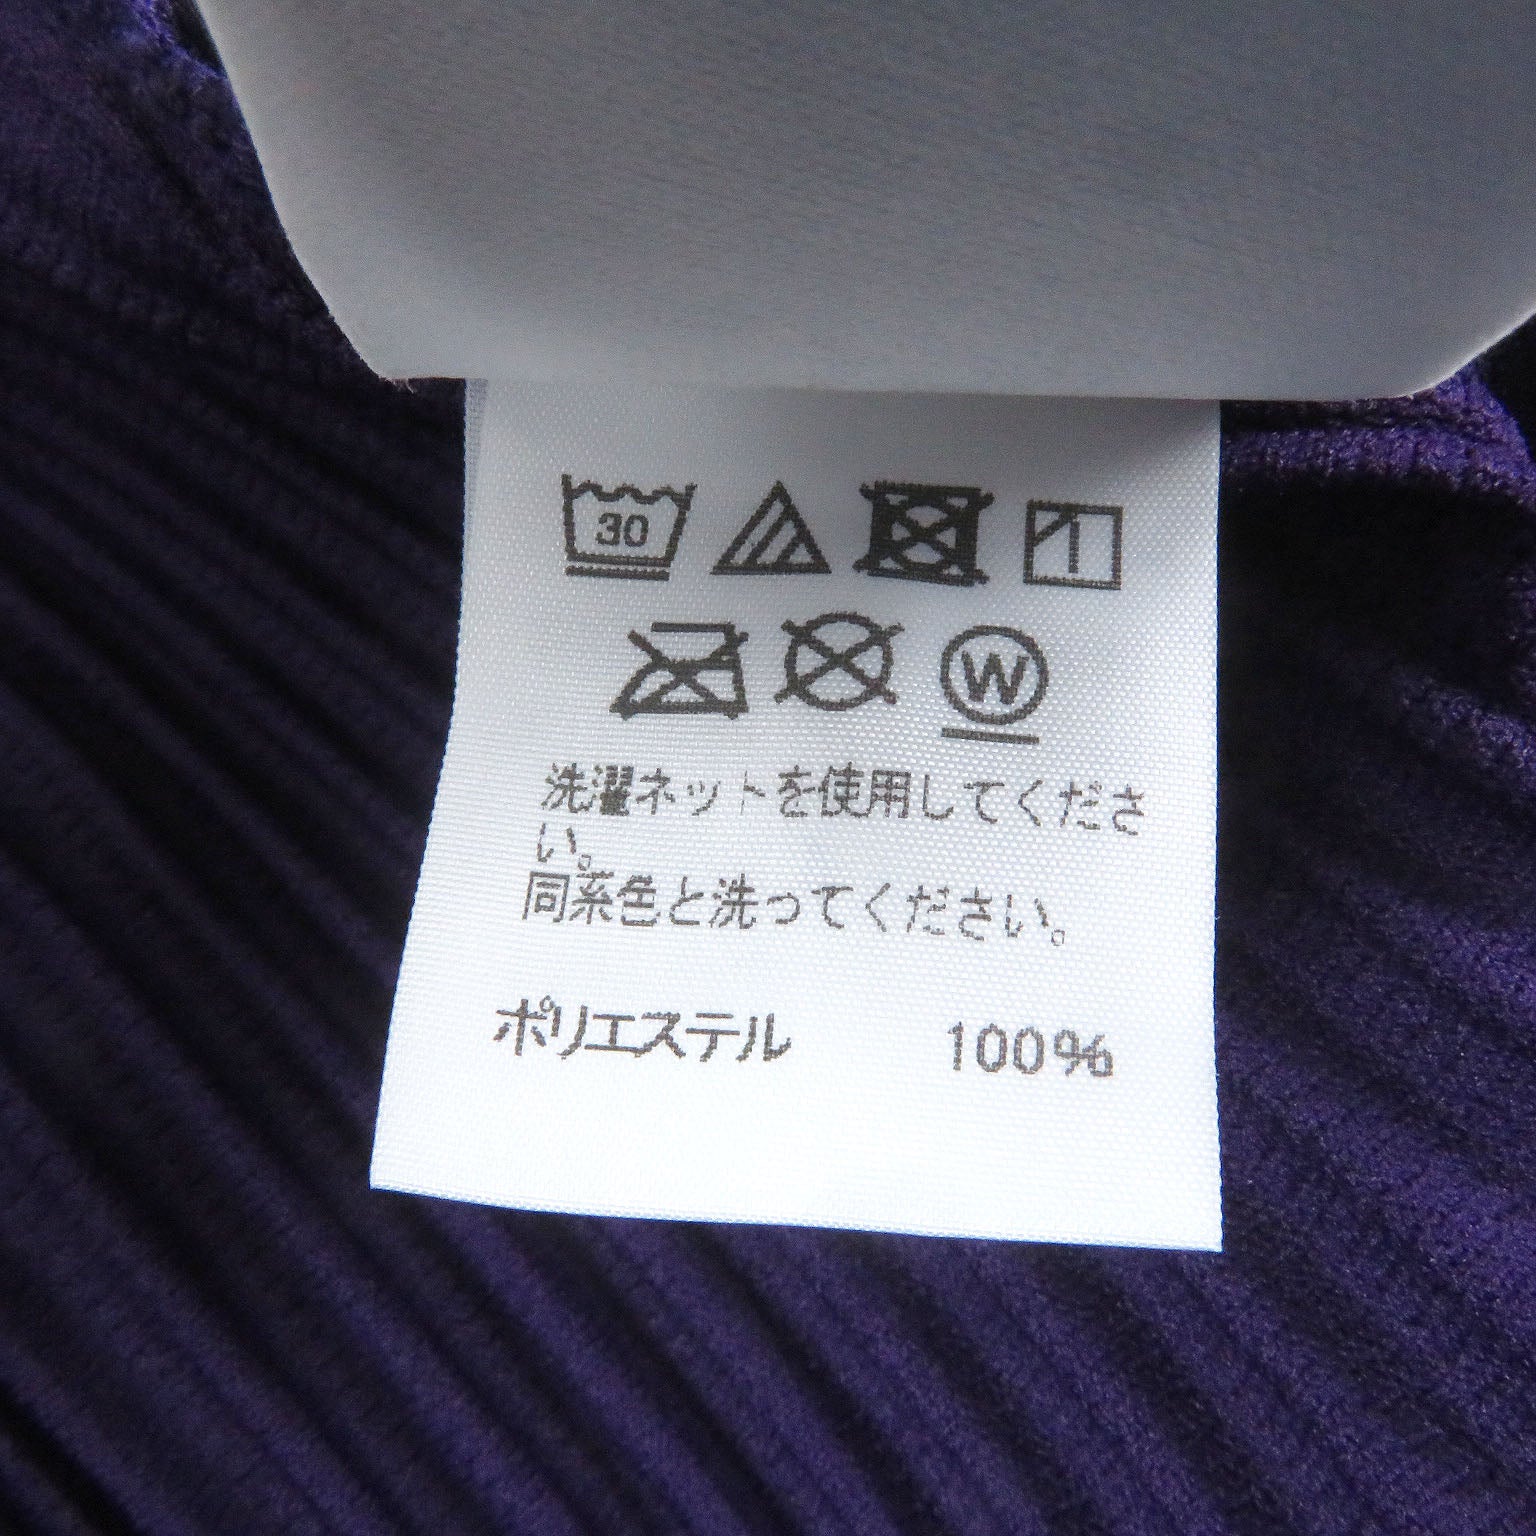 30
W
洗濯ネットを使用してくださ
い。
同系色と洗ってください。
ポリエステル 100%